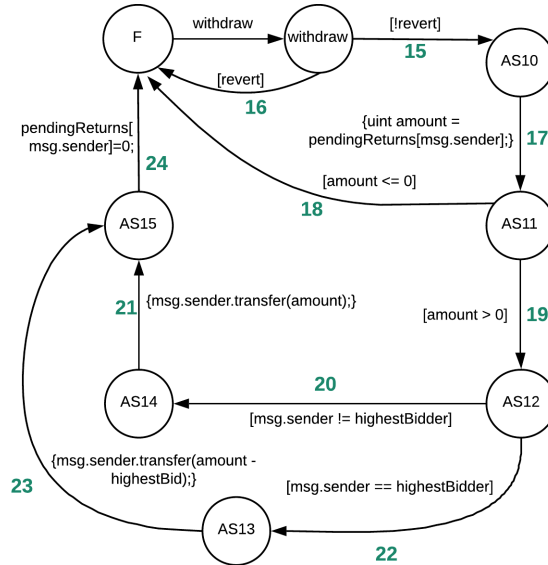 F
withdraw
withdraw
[!revert]
15
AS10
[revert]
16
{uint amount =
pendingReturns[msg.sender];}
17
pendingReturns[
msg.sender]=0;
24
[amount <= 0]
18
AS15
AS11
21
{msg.sender.transfer(amount);}
[amount > 0]
19
20
AS14
[msg.sender != highestBidder]
AS12
{msg.sender.transfer(amount -
highestBid);}
23
[msg.sender == highestBidder]
AS13
22